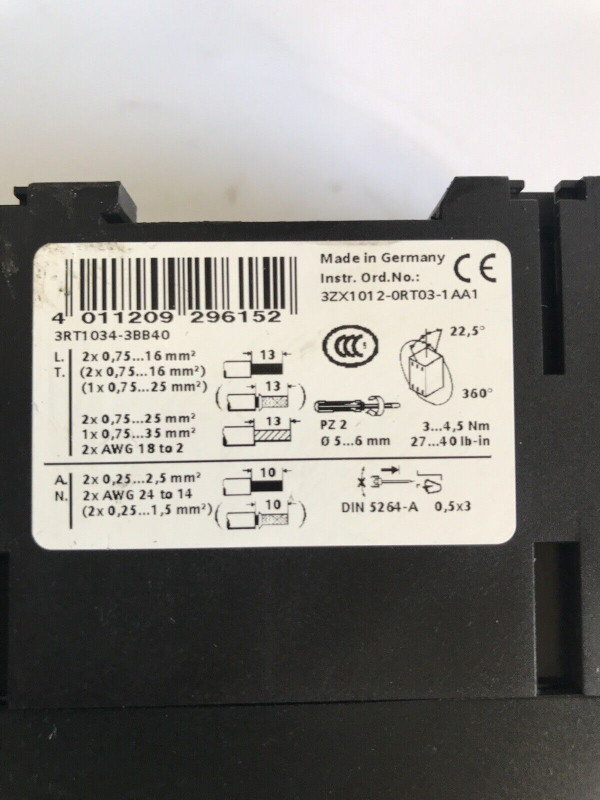 Made in Germany
Instr. Ord.No.:
CE
3ZX1012-0RT03-1AA1
4 011209 296152
3RT1034-3BB40
L. 2x 0,75...16 mm² 13
T. (2x 0,75...16 mm²)
(1x 0,75...25 mm²) ( 13 )
2x 0,75...25 mm² 13
1x 0,75...35 mm²
2x AWG 18 to 2
CCC S
22,5°
360°
PZ 2 3...4,5 Nm
Ø 5...6 mm 27...40 lb-in
A. 2x 0,25...2,5 mm² 10
N. 2x AWG 24 to 14
(2x 0,25...1,5 mm²) ( 10 )
DIN 5264-A 0,5x3